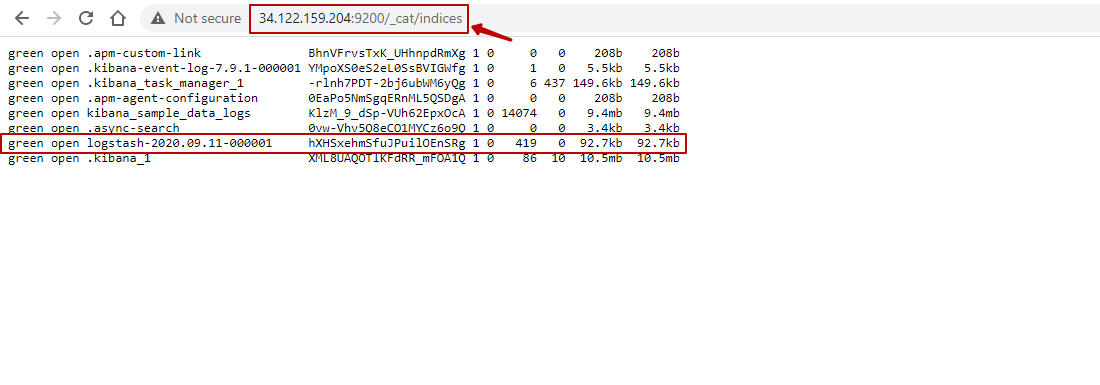 Not secure 34.122.159.204:9200/_cat/indices
green open .apm-custom-link BhnVFrvsTxK_UHhnpdRmXg 1 0 0 0 208b 208b
green open .kibana-event-log-7.9.1-000001 YMpoXS0eS2eL0SsBVIGWfg 1 0 1 0 5.5kb 5.5kb
green open .kibana_task_manager_1 -rlnh7PDT-2bj6ubWM6yQg 1 0 6 437 149.6kb 149.6kb
green open .apm-agent-configuration 0EaPo5NmSgqERnML5QSDgA 1 0 0 0 208b 208b
green open kibana_sample_data_logs KlzM_9_dSp-VUh62EpxOcA 1 0 14074 0 9.4mb 9.4mb
green open .async-search 0vw-Vhv5Q8eCO1MYCz6o9Q 1 0 0 0 3.4kb 3.4kb
green open logstash-2020.09.11-000001 hXHSxehmSfuJPuilOEnSRg 1 0 419 0 92.7kb 92.7kb
green open .kibana_1 XML8UAQOTlKFdRR_mFOA1Q 1 0 86 10 10.5mb 10.5mb